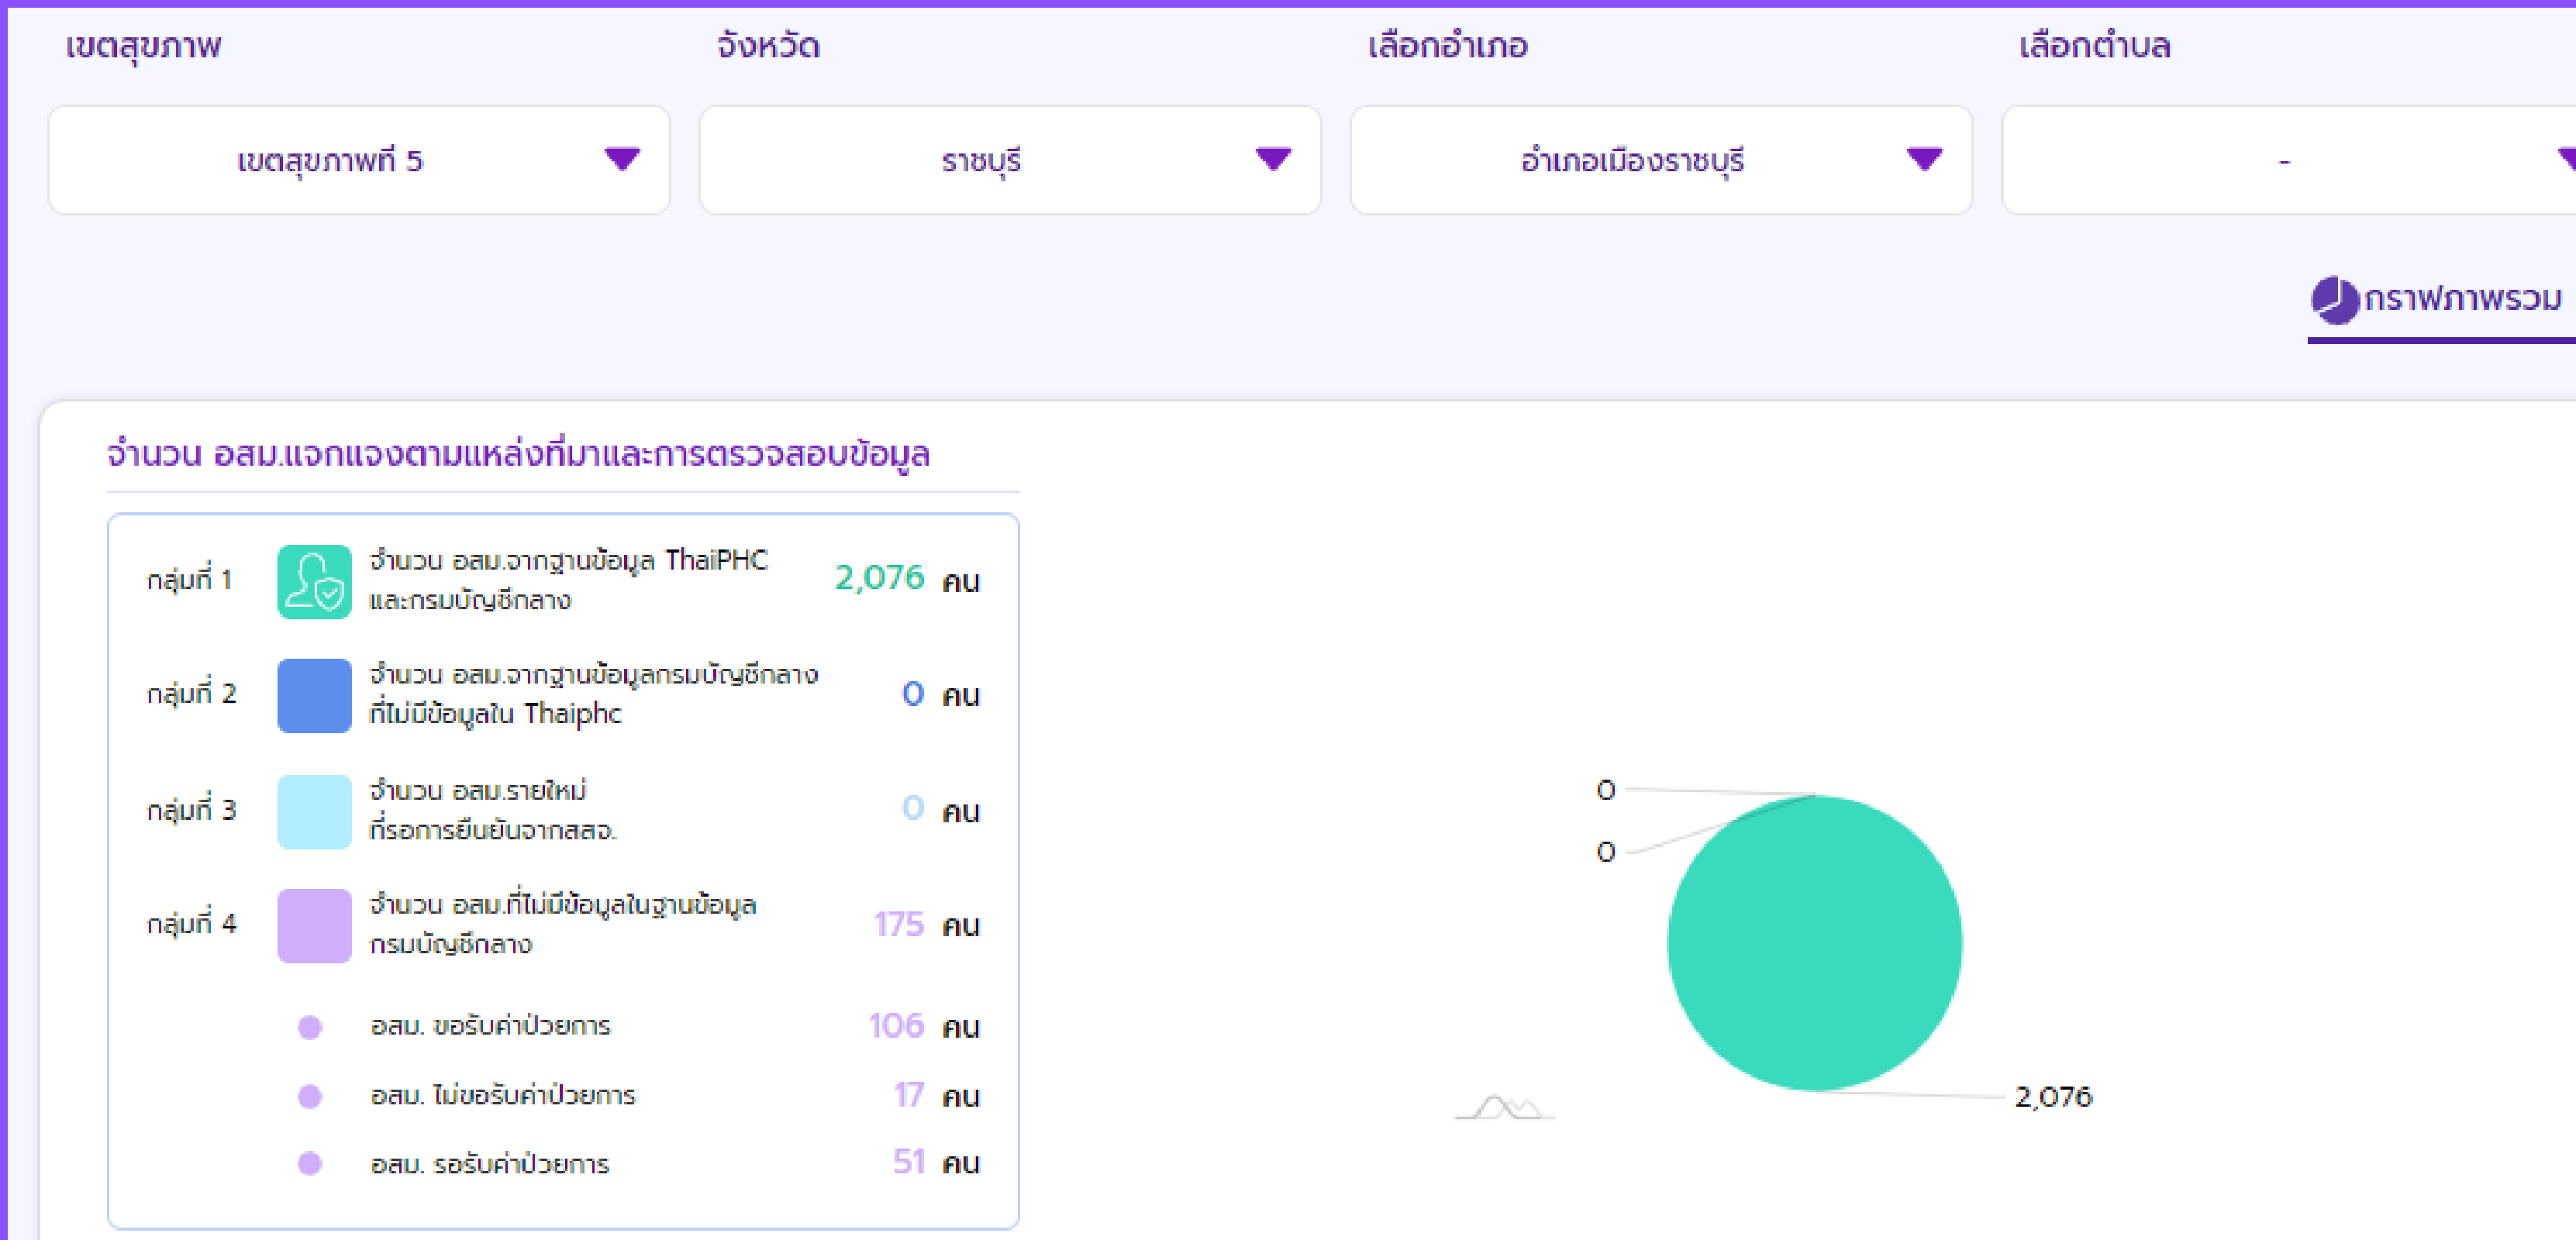 เขตสุขภาพ จังหวัด เลือกอำเภอ เลือกตำบล
เขตสุขภาพที่ 5 ราชบุรี อำเภอเมืองราชบุรี -
กราฟภาพรวม
จำนวน อสม.แจกแจงตามแหล่งที่มาและการตรวจสอบข้อมูล
กลุ่มที่ 1 จำนวน อสม.จากฐานข้อมูล ThaiPHC 2,076 คน
และกรมบัญชีกลาง
กลุ่มที่ 2 จำนวน อสม.จากฐานข้อมูลกรมบัญชีกลาง 0 คน
ที่ไม่มีข้อมูลใน Thaiphc
กลุ่มที่ 3 จำนวน อสม.รายใหม่ 0 คน
ที่รอการยืนยันจากสสจ.
กลุ่มที่ 4 จำนวน อสม.ที่ไม่มีข้อมูลในฐานข้อมูล 175 คน
กรมบัญชีกลาง
อสม. ขอรับค่าป่วยการ 106 คน
อสม. ไม่ขอรับค่าป่วยการ 17 คน
อสม. รอรับค่าป่วยการ 51 คน
0
0
2,076